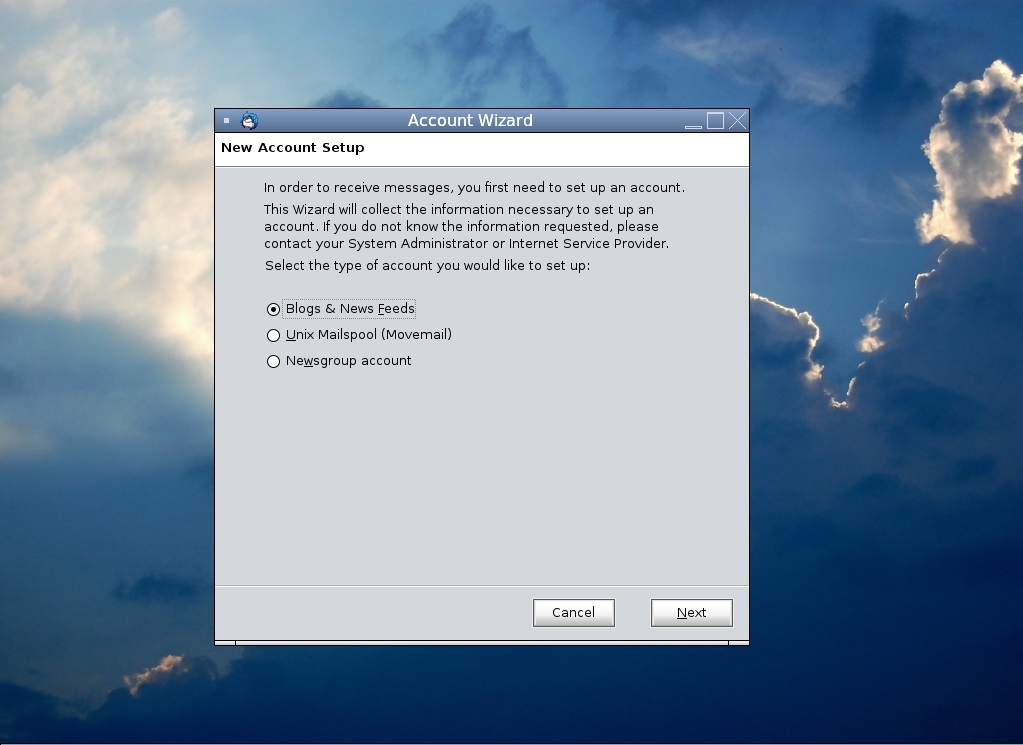 Account Wizard
New Account Setup
In order to receive messages, you first need to set up an account.
This Wizard will collect the information necessary to set up an
account. If you do not know the information requested, please
contact your System Administrator or Internet Service Provider.
Select the type of account you would like to set up:
Blogs & News Feeds
Unix Mailspool (Movemail)
Newsgroup account
Cancel
Next